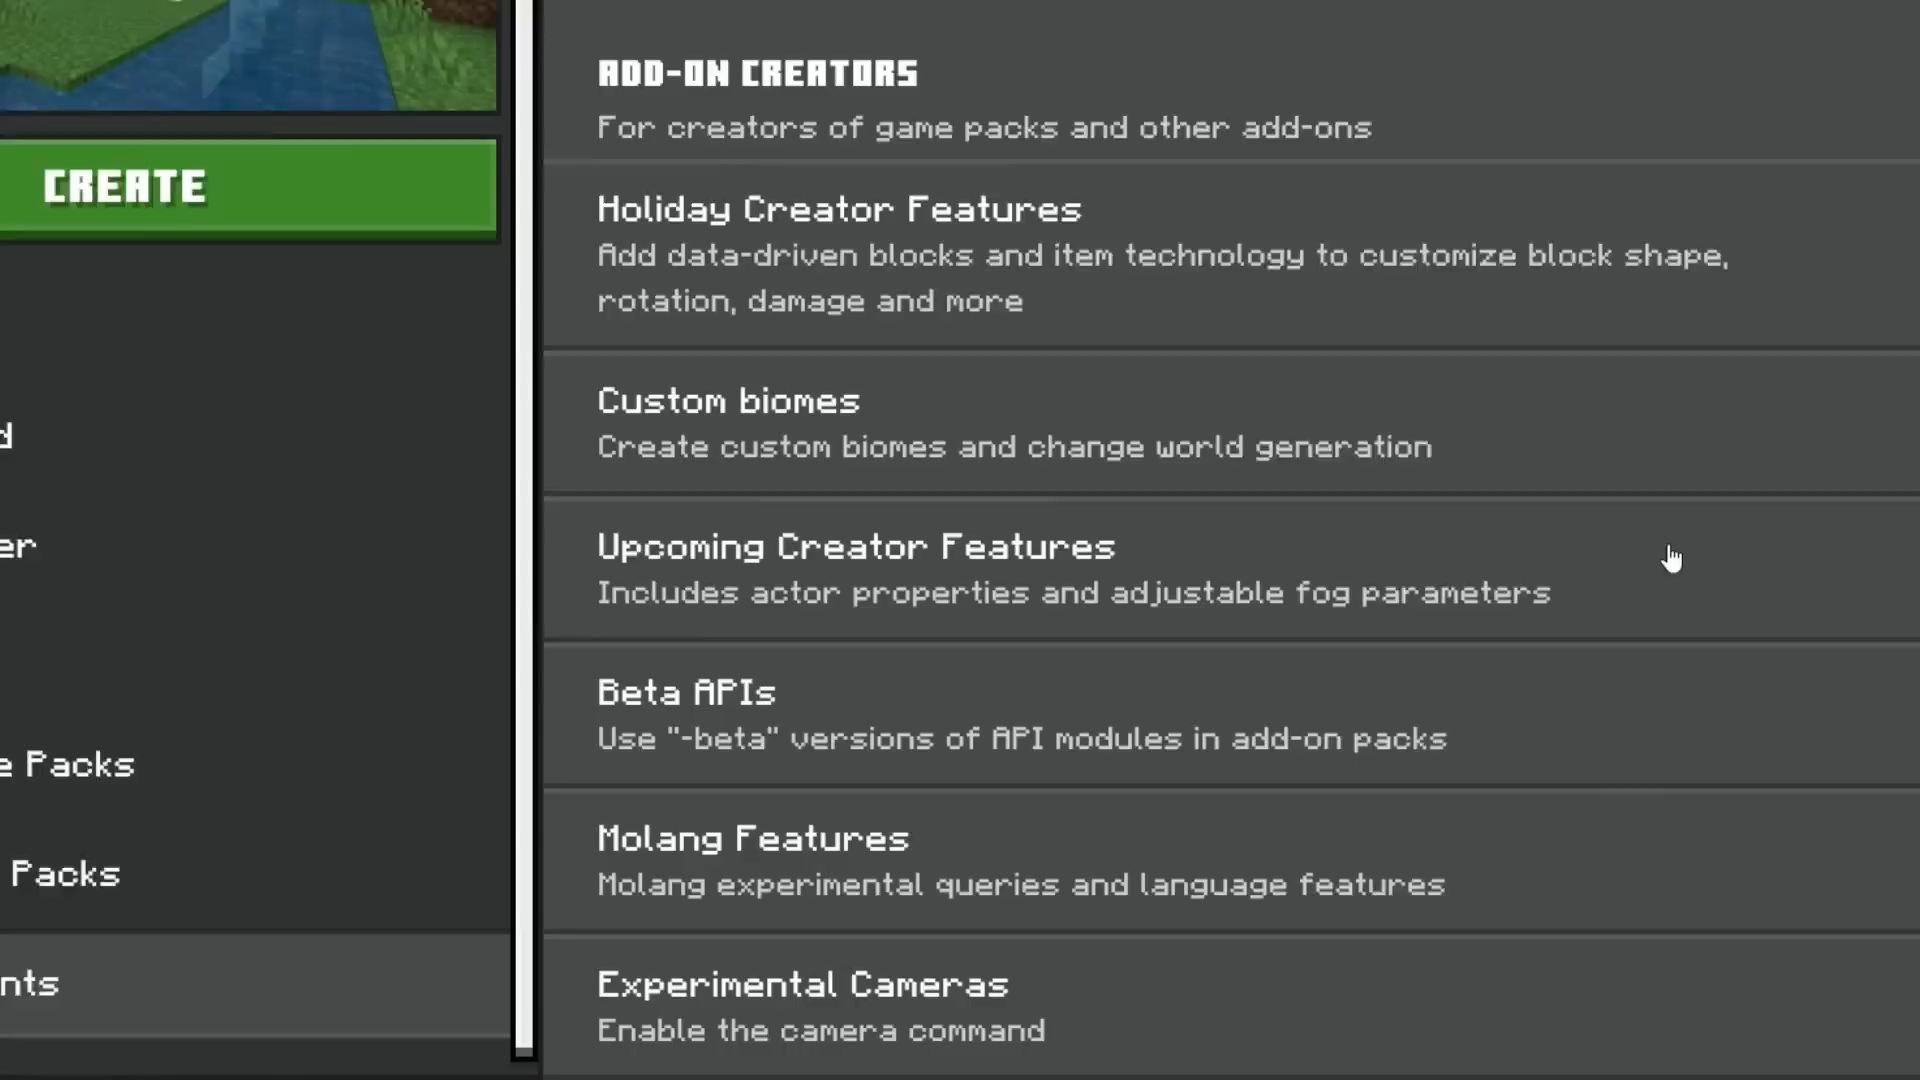 CREATE
d
er
e Packs
Packs
nts
ADD-ON CREATORS
For creators of game packs and other add-ons
Holiday Creator Features
Add data-driven blocks and item technology to customize block shape,
rotation, damage and more
Custom biomes
Create custom biomes and change world generation
Upcoming Creator Features
Includes actor properties and adjustable fog parameters
Beta APIs
Use "-beta" versions of API modules in add-on packs
Molang Features
Molang experimental queries and language features
Experimental Cameras
Enable the camera command